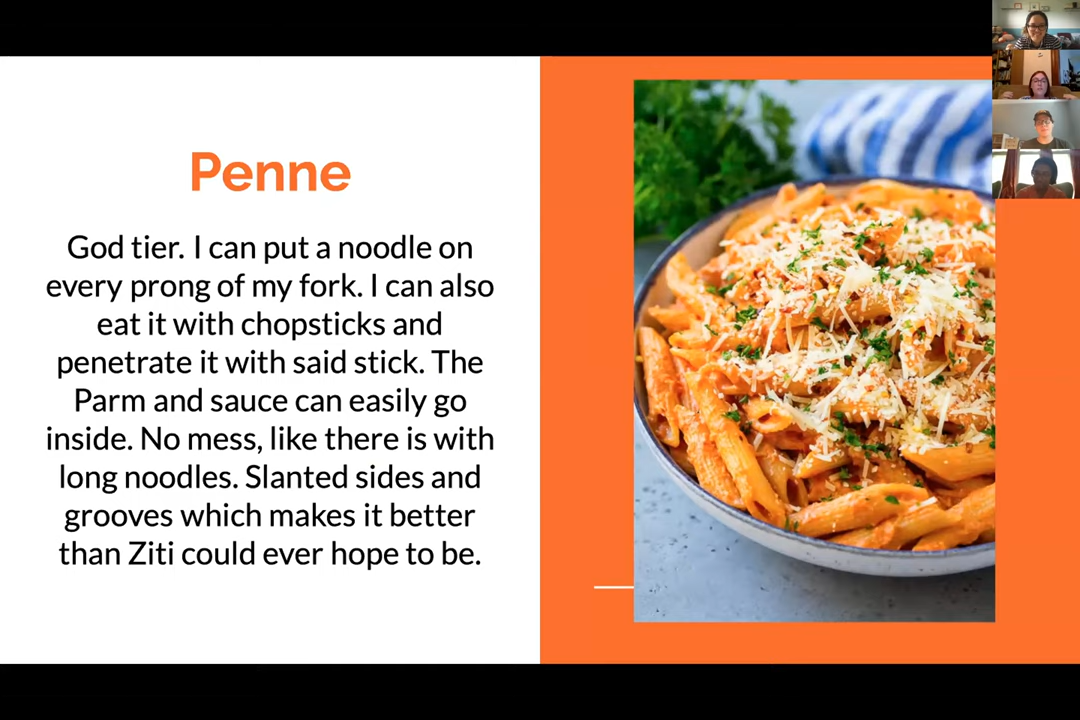 Penne
God tier. I can put a noodle on
every prong of my fork. I can also
eat it with chopsticks and
penetrate it with said stick. The
Parm and sauce can easily go
inside. No mess, like there is with
long noodles. Slanted sides and
grooves which makes it better
than Ziti could ever hope to be.